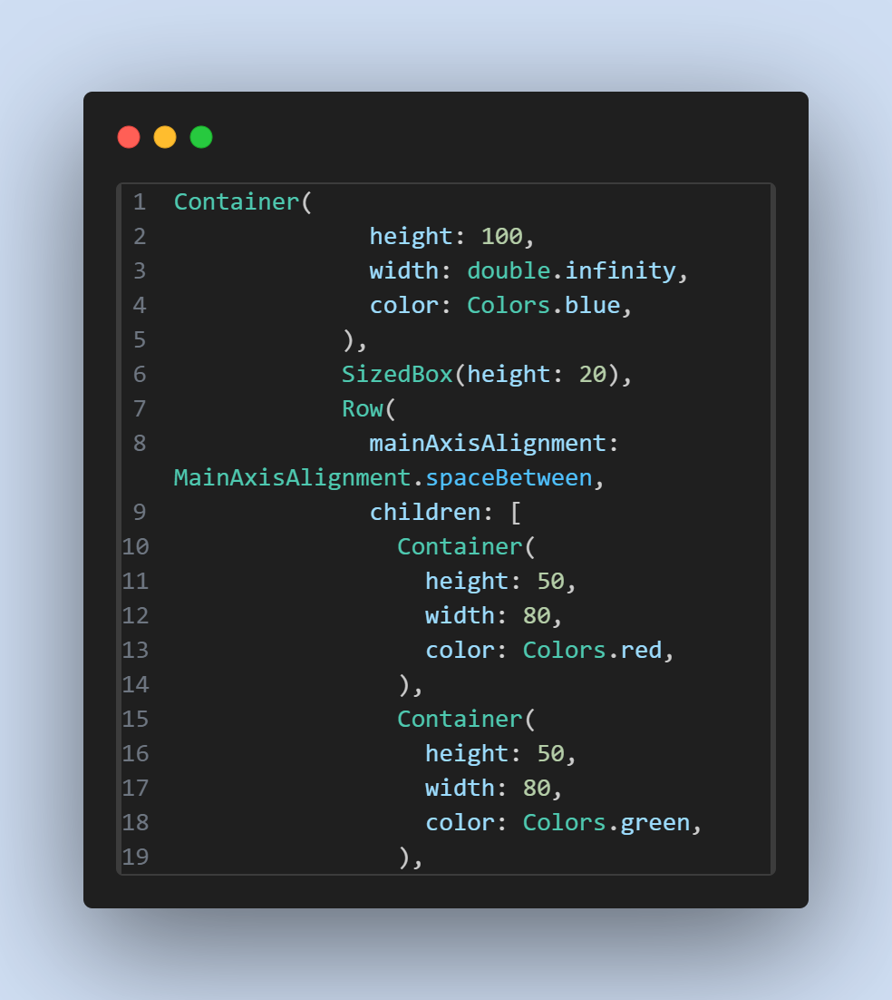 1 Container(
2 height: 100,
3 width: double.infinity,
4 color: Colors.blue,
5 ),
6 SizedBox(height: 20),
7 Row(
8 mainAxisAlignment:
MainAxisAlignment.spaceBetween,
9 children: [
10 Container(
11 height: 50,
12 width: 80,
13 color: Colors.red,
14 ),
15 Container(
16 height: 50,
17 width: 80,
18 color: Colors.green,
19 ),